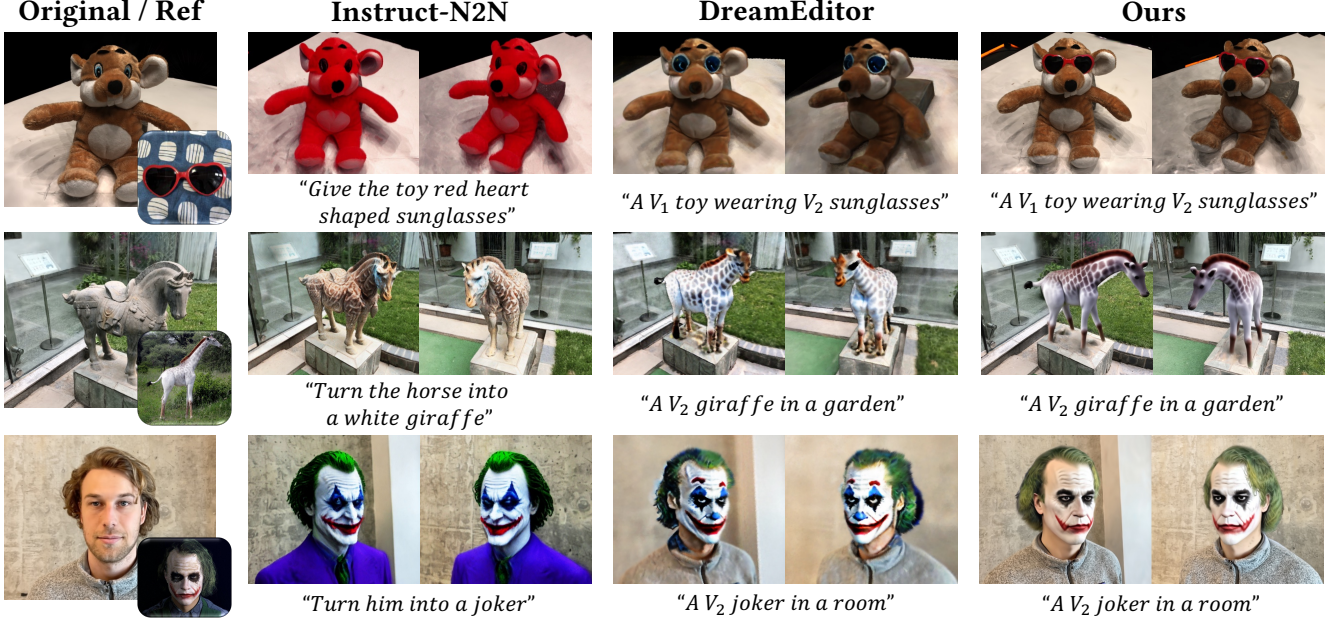 Original / Ref
Instruct-N2N
DreamEditor
Ours
“Give the toy red heart
shaped sunglasses”
“A V₁ toy wearing V₂ sunglasses”
“A V₁ toy wearing V₂ sunglasses”
“Turn the horse into
a white giraffe”
“A V₂ giraffe in a garden”
“A V₂ giraffe in a garden”
“Turn him into a joker”
“A V₂ joker in a room”
“A V₂ joker in a room”